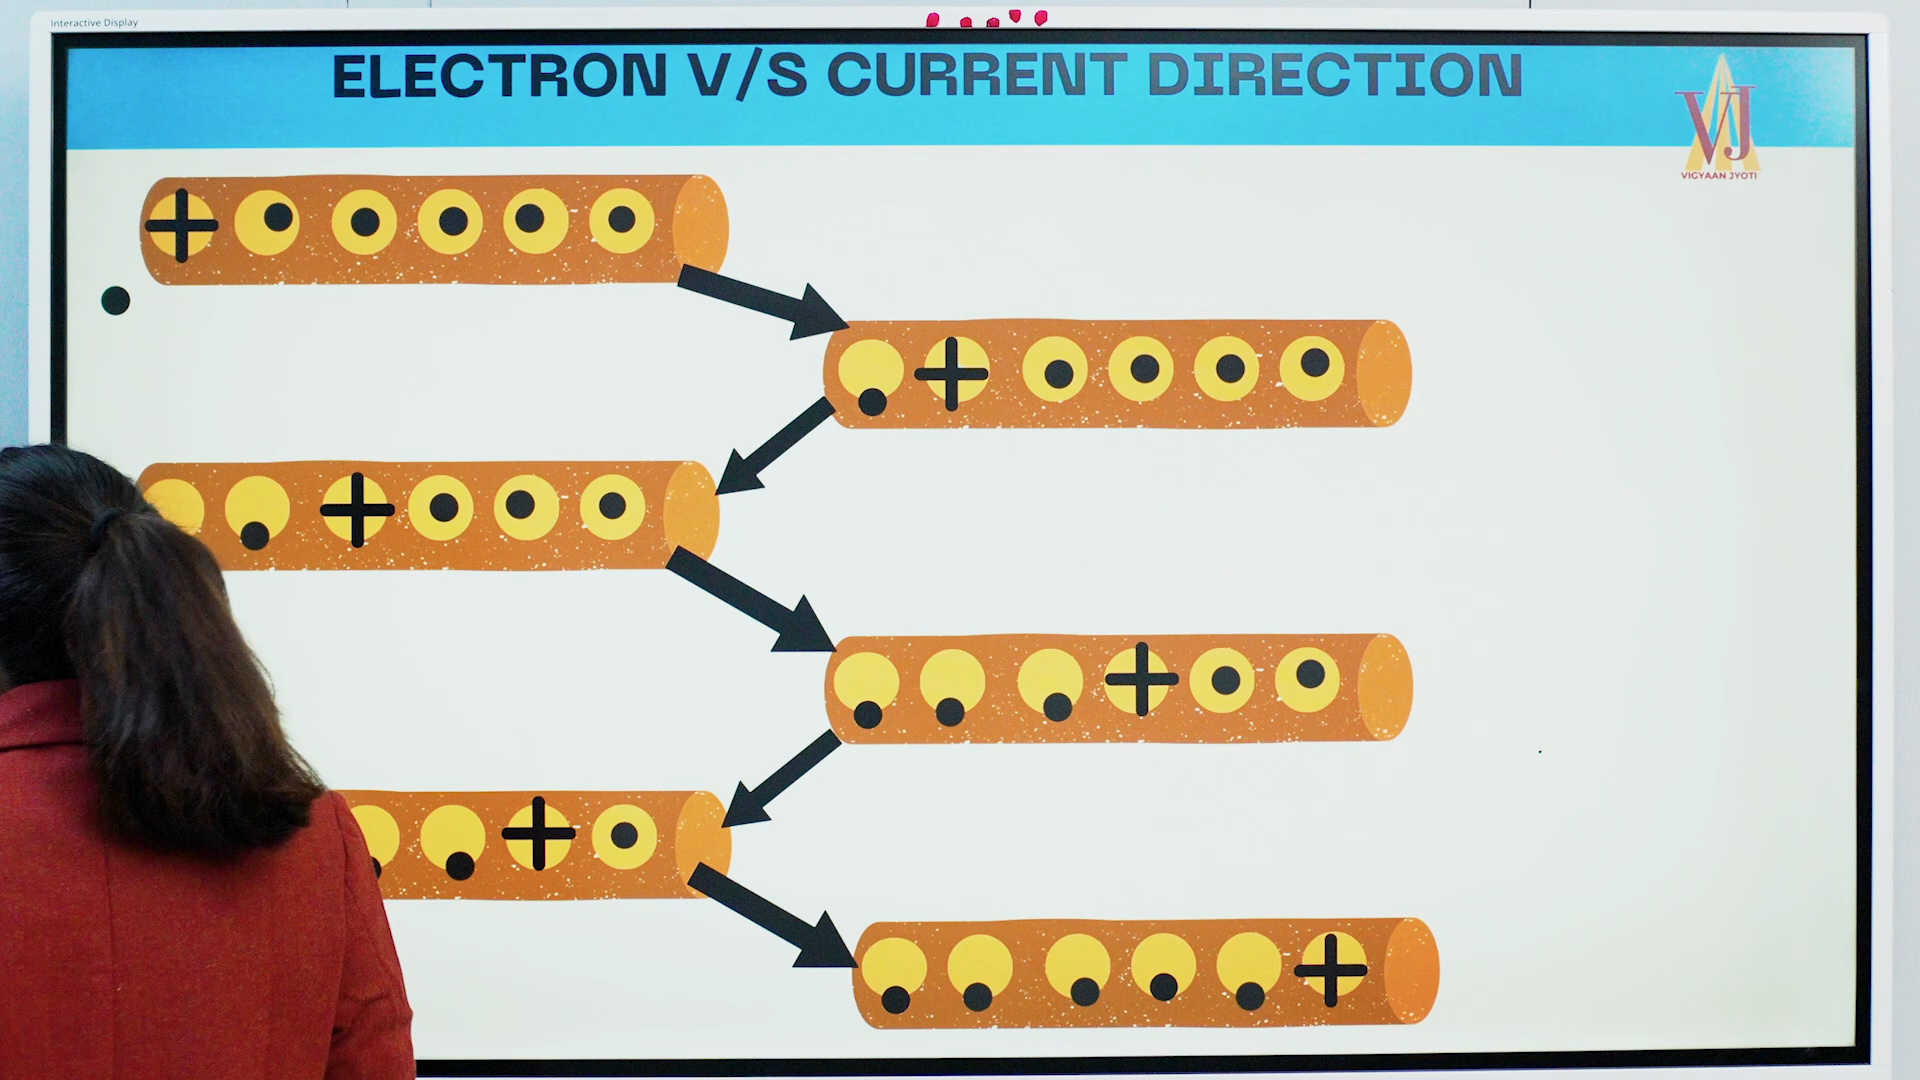 Interactive Display
ELECTRON V/S CURRENT DIRECTION
VJ
VIGYAAN JYOTI